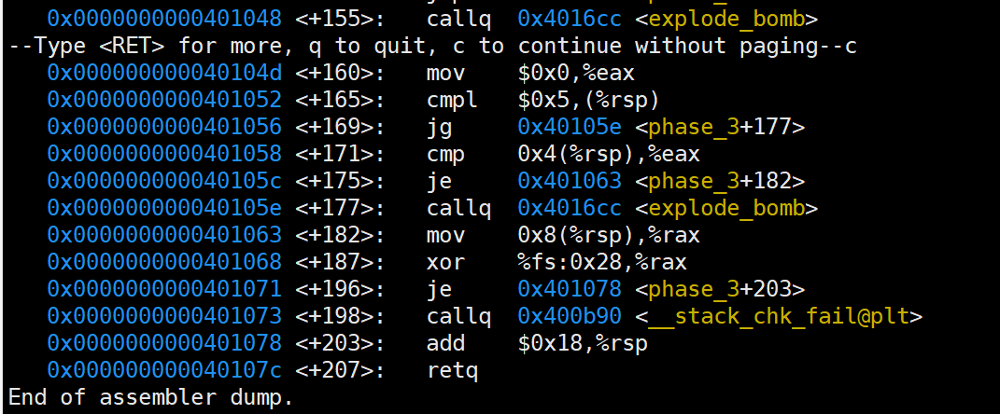 0x0000000000401048 <+155>: callq 0x4016cc <explode_bomb>
--Type <RET> for more, q to quit, c to continue without paging--c
0x000000000040104d <+160>: mov $0x0,%eax
0x0000000000401052 <+165>: cmpl $0x5,(%rsp)
0x0000000000401056 <+169>: jg 0x40105e <phase_3+177>
0x0000000000401058 <+171>: cmp 0x4(%rsp),%eax
0x000000000040105c <+175>: je 0x401063 <phase_3+182>
0x000000000040105e <+177>: callq 0x4016cc <explode_bomb>
0x0000000000401063 <+182>: mov 0x8(%rsp),%rax
0x0000000000401068 <+187>: xor %fs:0x28,%rax
0x0000000000401071 <+196>: je 0x401078 <phase_3+203>
0x0000000000401073 <+198>: callq 0x400b90 <__stack_chk_fail@plt>
0x0000000000401078 <+203>: add $0x18,%rsp
0x000000000040107c <+207>: retq
End of assembler dump.